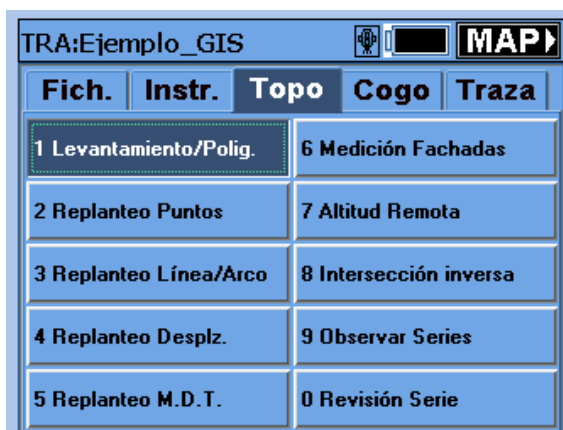 TRA:Ejemplo_GIS MAP
Fich. Instr. Topo Cogo Traza
1 Levantamiento/Polig. 6 Medición Fachadas
2 Replanteo Puntos 7 Altitud Remota
3 Replanteo Línea/Arco 8 Intersección inversa
4 Replanteo Desplz. 9 Observar Series
5 Replanteo M.D.T. 0 Revisión Serie